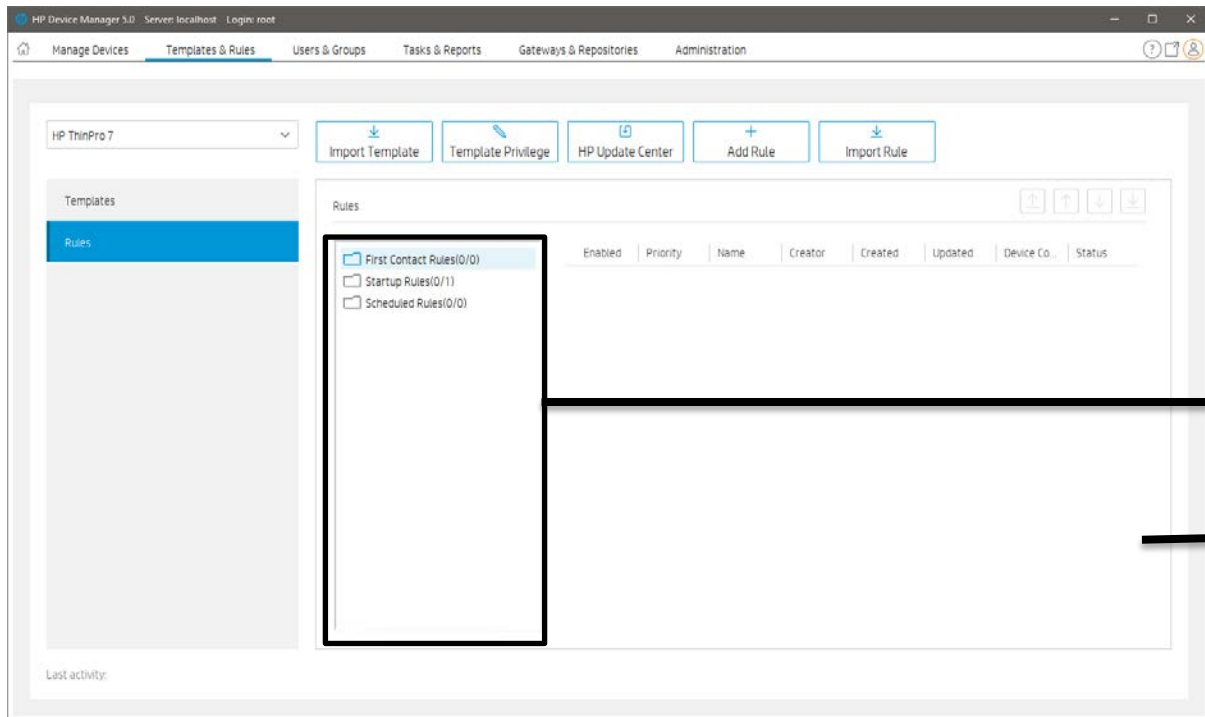 HP Device Manager 5.0 Server: localhost Login: root
Manage Devices Templates & Rules Users & Groups Tasks & Reports Gateways & Repositories Administration
HP ThinPro 7
Import Template Template Privilege HP Update Center Add Rule Import Rule
Templates
Rules
Rules
Enabled Priority Name Creator Created Updated Device Co... Status
First Contact Rules(0/0)
Startup Rules(0/1)
Scheduled Rules(0/0)
Last activity: